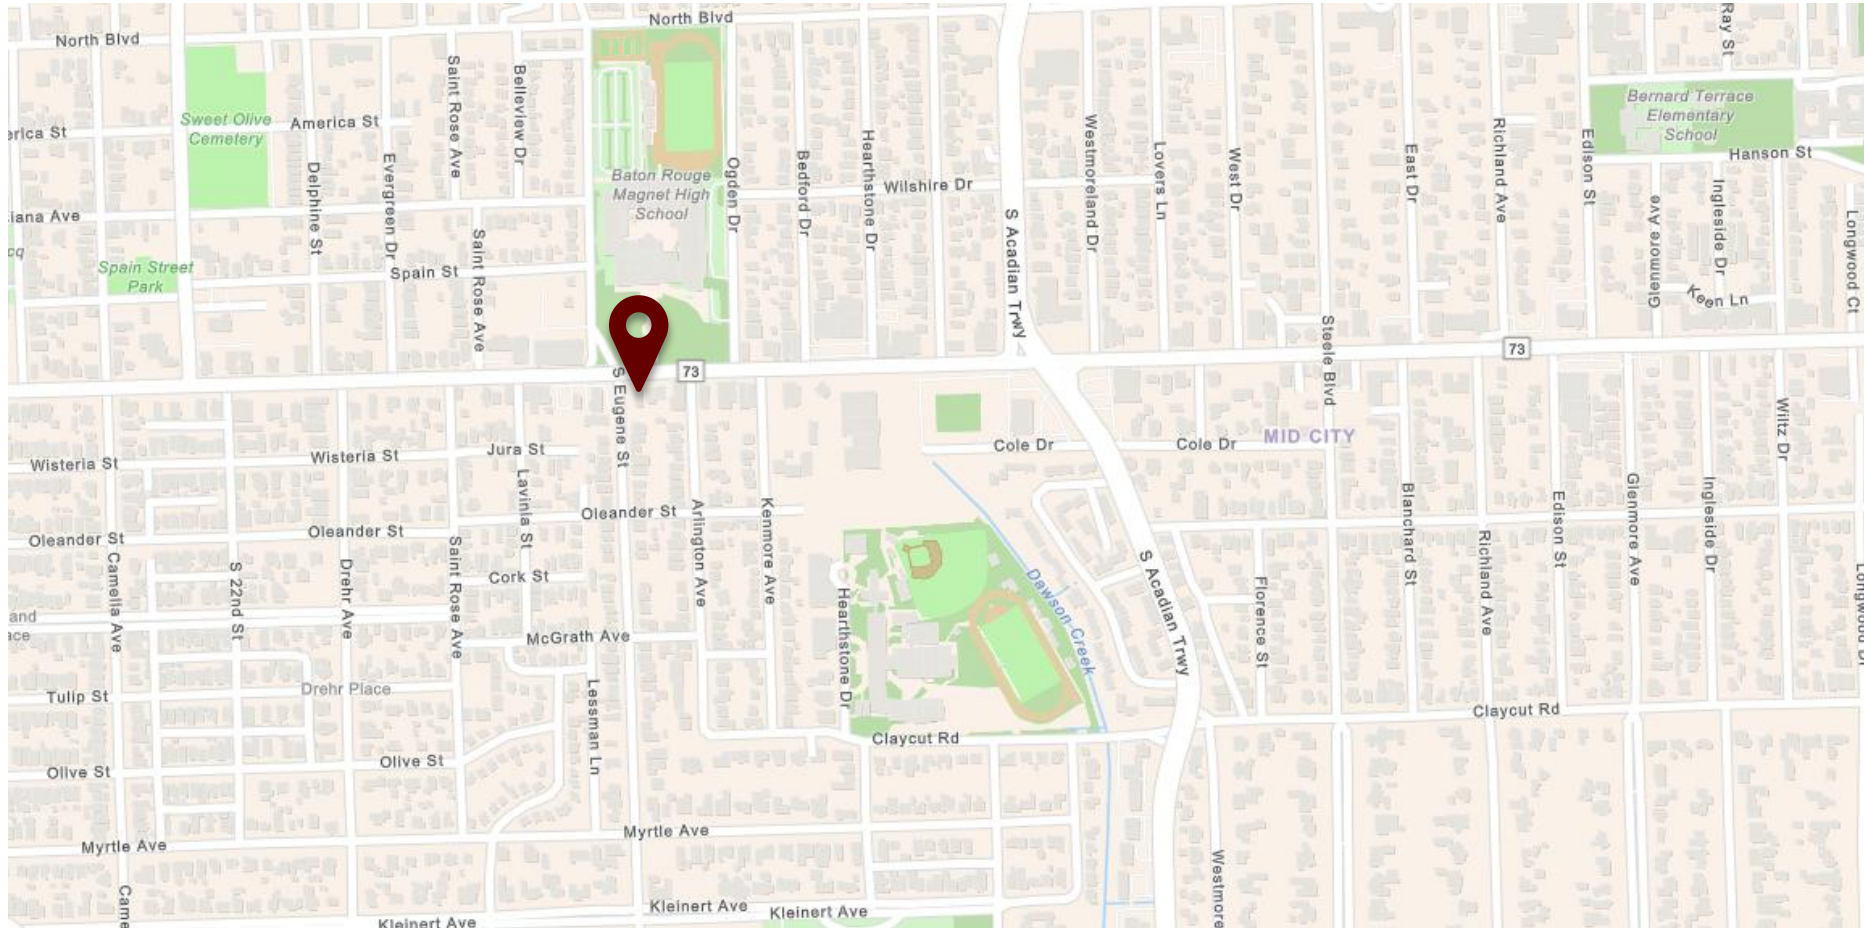 North Blvd
North Blvd
Ray St
Saint Rose Ave
Belleview Dr
Sweet Olive
Cemetery
America St
Bernard Terrace
Elementary
School
Hanson St
Delphine St
Evergreen Dr
Baton Rouge
Magnet High
School
Ogden Dr
Bedford Dr
Hearthstone Dr
Wilshire Dr
Westmoreland Dr
Lovers Ln
West Dr
East Dr
Richland Ave
Edison St
Glenmore Ave
Ingleside Dr
Longwood Ct
Keen Ln
S Acadian Trwy
Spain Street
Park
Spain St
Saint Rose Ave
73
73
S Eugene St
Steele Blvd
Wiltz Dr
Cole Dr
Cole Dr
MID CITY
Wisteria St
Wisteria St
Jura St
Lavinia St
Oleander St
Oleander St
Oleander St
Arlington Ave
Kenmore Ave
Blanchard St
Richland Ave
Edison St
Glenmore Ave
Ingleside Dr
Camelia Ave
S 22nd St
Drehr Ave
Saint Rose Ave
Cork St
McGrath Ave
Hearthstone Dr
Dawson Creek
S Acadian Trwy
Florence St
Tulip St
Drehr Place
Lessman Ln
Claycut Rd
Claycut Rd
Olive St
Olive St
Myrtle Ave
Myrtle Ave
Kleinert Ave
Kleinert Ave
Kleinert Ave